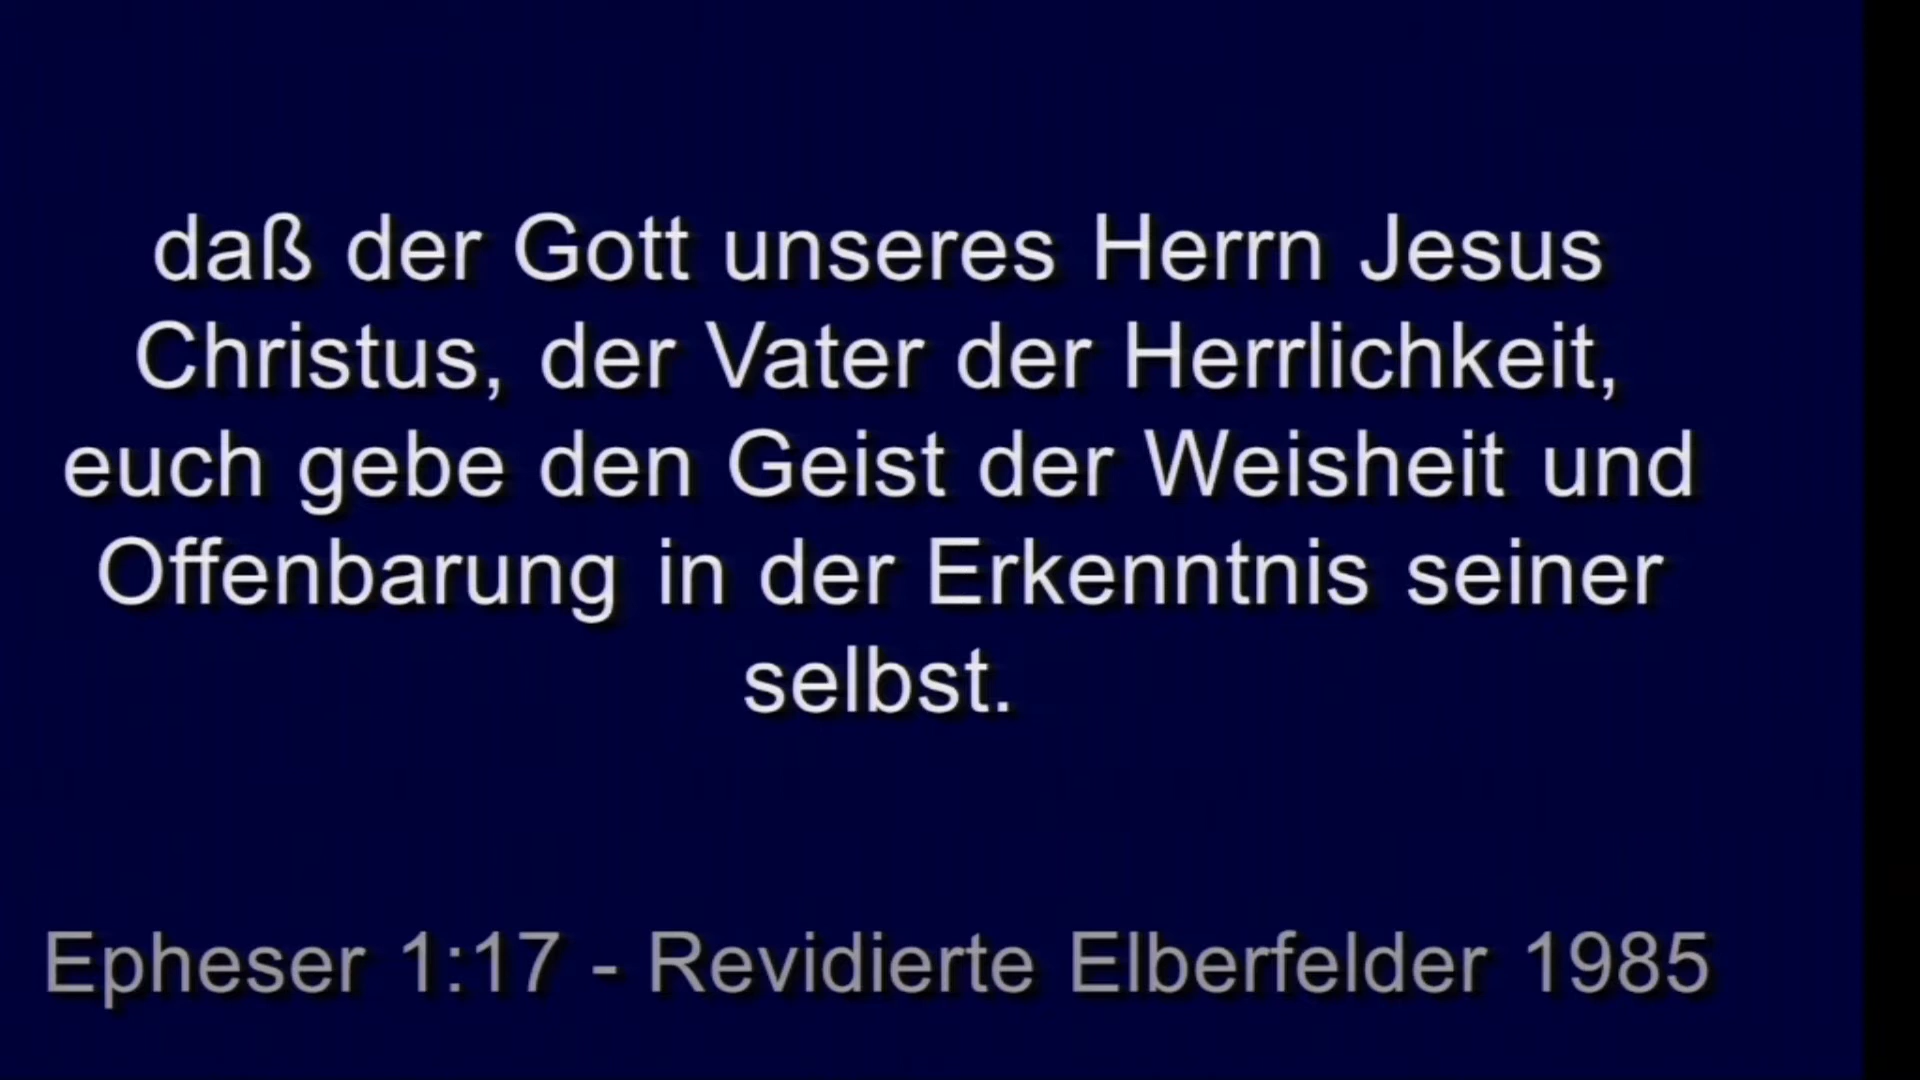 daß der Gott unseres Herrn Jesus
Christus, der Vater der Herrlichkeit,
euch gebe den Geist der Weisheit und
Offenbarung in der Erkenntnis seiner
selbst.
Epheser 1:17 - Revidierte Elberfelder 1985